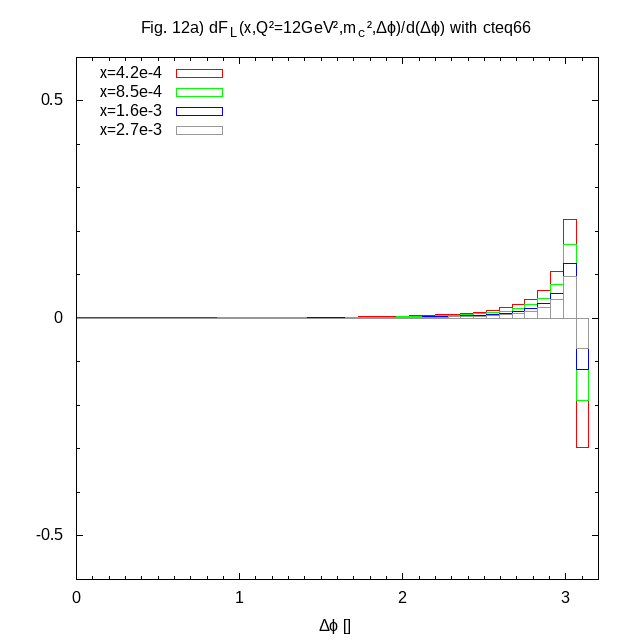 Fig. 12a) dF_L(x,Q²=12GeV²,m_c²,Δϕ)/d(Δϕ) with cteq66
x=4.2e-4
x=8.5e-4
x=1.6e-3
x=2.7e-3
0.5
0
-0.5
0 1 2 3
Δϕ []